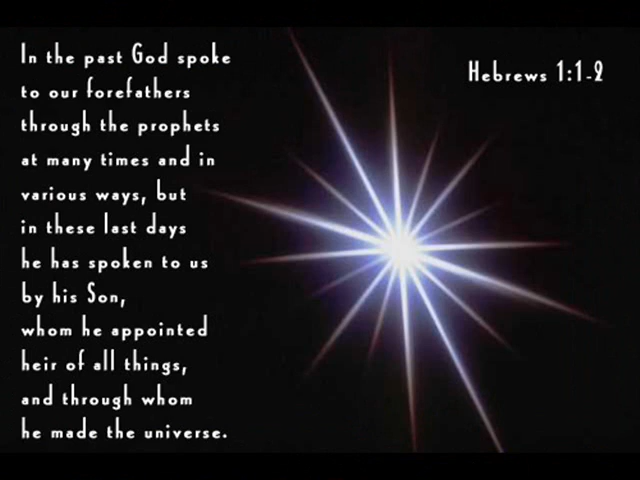 In the past God spoke
to our forefathers
through the prophets
at many times and in
various ways, but
in these last days
he has spoken to us
by his Son,
whom he appointed
heir of all things,
and through whom
he made the universe.
Hebrews 1:1-2